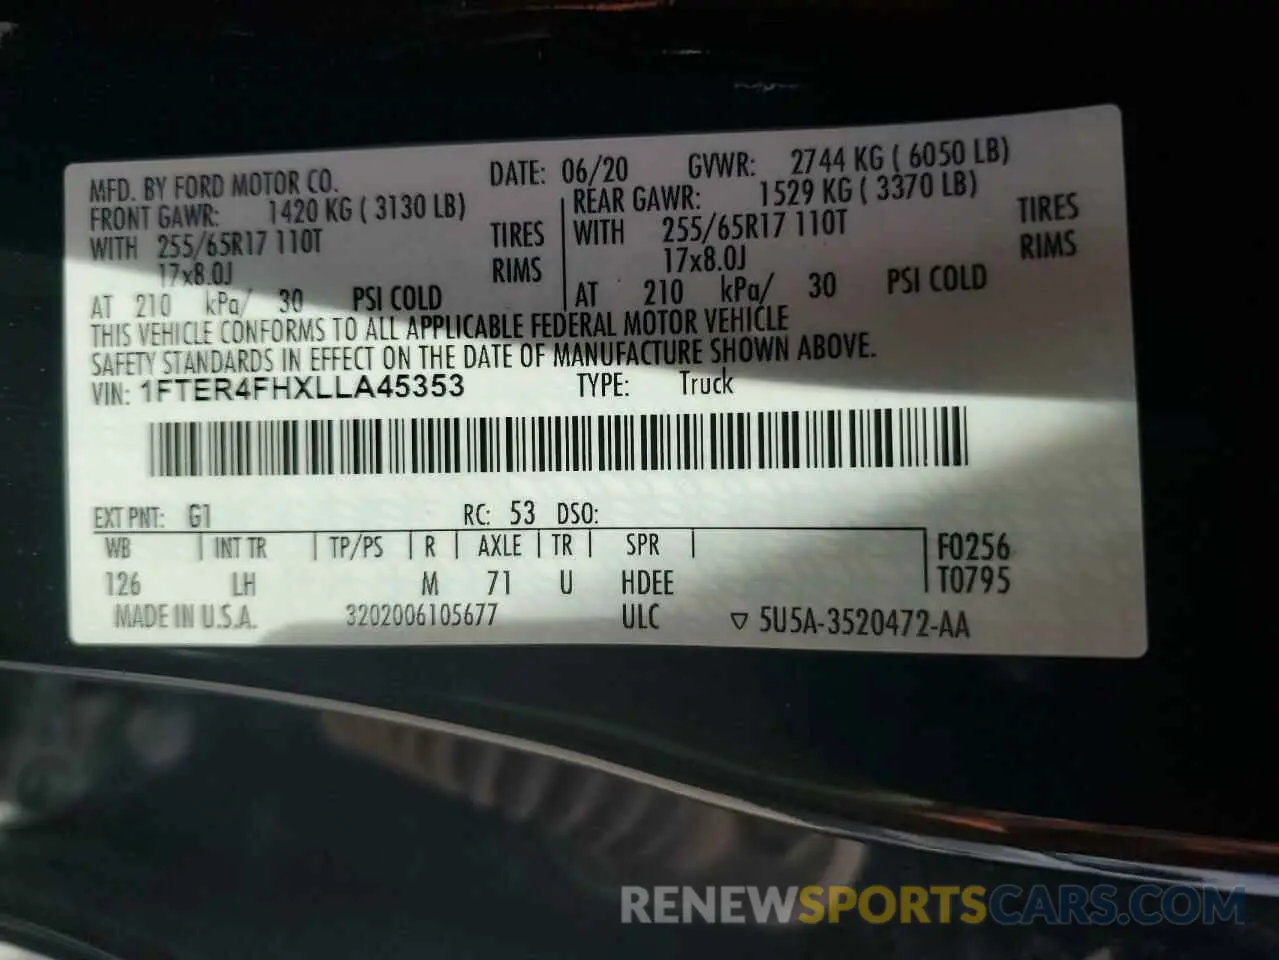 MFD. BY FORD MOTOR CO. DATE: 06/20 GVWR: 2744 KG ( 6050 LB)
FRONT GAWR: 1420 KG ( 3130 LB) REAR GAWR: 1529 KG ( 3370 LB)
WITH 255/65R17 110T TIRES WITH 255/65R17 110T TIRES
17x8.0J RIMS 17x8.0J RIMS
AT 210 kPa/ 30 PSI COLD AT 210 kPa/ 30 PSI COLD
THIS VEHICLE CONFORMS TO ALL APPLICABLE FEDERAL MOTOR VEHICLE
SAFETY STANDARDS IN EFFECT ON THE DATE OF MANUFACTURE SHOWN ABOVE.
VIN: 1FTER4FHXLLA45353 TYPE: Truck
EXT PNT: G1 RC: 53 DSO:
WB INT TR TP/PS R AXLE TR SPR F0256
126 LH M 71 U HDEE T0795
MADE IN U.S.A. 3202006105677 ULC ▽ 5U5A-3520472-AA
RENEWSPORTSCARS.COM